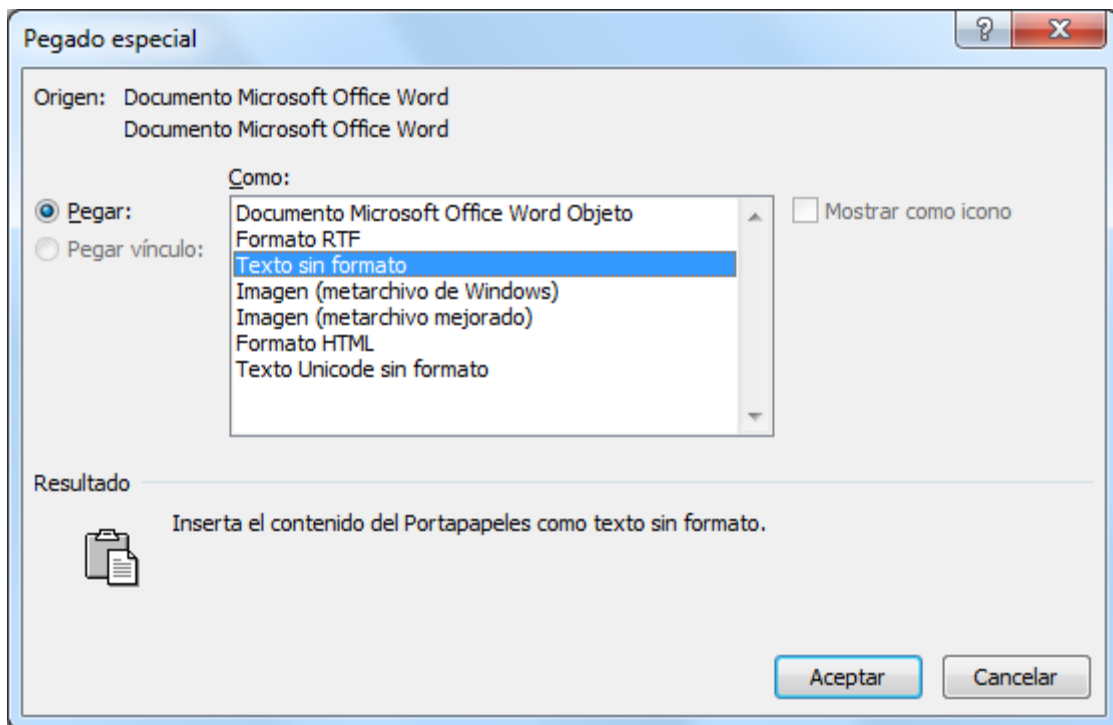 Pegado especial
Origen: Documento Microsoft Office Word
Documento Microsoft Office Word
Como:
Pegar:
Pegar vínculo:
Documento Microsoft Office Word Objeto
Formato RTF
Texto sin formato
Imagen (metarchivo de Windows)
Imagen (metarchivo mejorado)
Formato HTML
Texto Unicode sin formato
Mostrar como icono
Resultado
Inserta el contenido del Portapapeles como texto sin formato.
Aceptar Cancelar